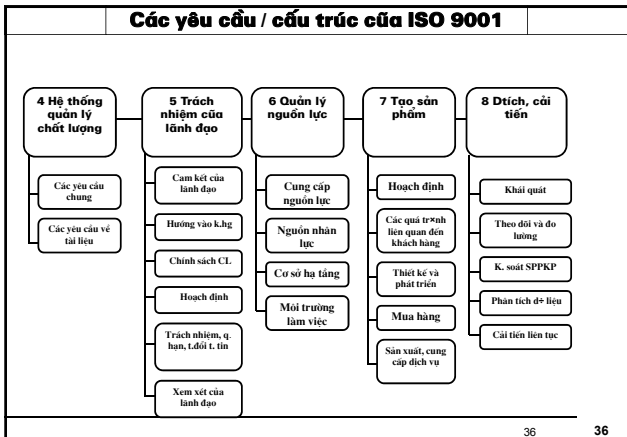 Các yêu cầu / cấu trúc cũa ISO 9001
4 Hệ thống
quản lý
chất lượng
Các yêu cầu
chung
Các yêu cầu về
tài liệu
5 Trách
nhiệm cũa
lãnh đạo
Cam kết của
lãnh đạo
Hướng vào k.hg
Chính sách CL
Hoạch định
Trách nhiệm, q.
hạn, t.đổi t. tin
Xem xét của
lãnh đạo
6 Quản lý
nguồn lực
Cung cấp
nguồn lực
Nguồn nhân
lực
Cơ sở hạ tầng
Môi trường
làm việc
7 Tạo sản
phẩm
Hoạch định
Các quá tr×nh
liên quan đến
khách hàng
Thiết kế và
phát triển
Mua hàng
Sản xuất, cung
cấp dịch vụ
8 Dtích, cải
tiến
Khái quát
Theo dõi và đo
lường
K. soát SPPKP
Phân tích d÷ liệu
Cải tiến liên tục
36
36